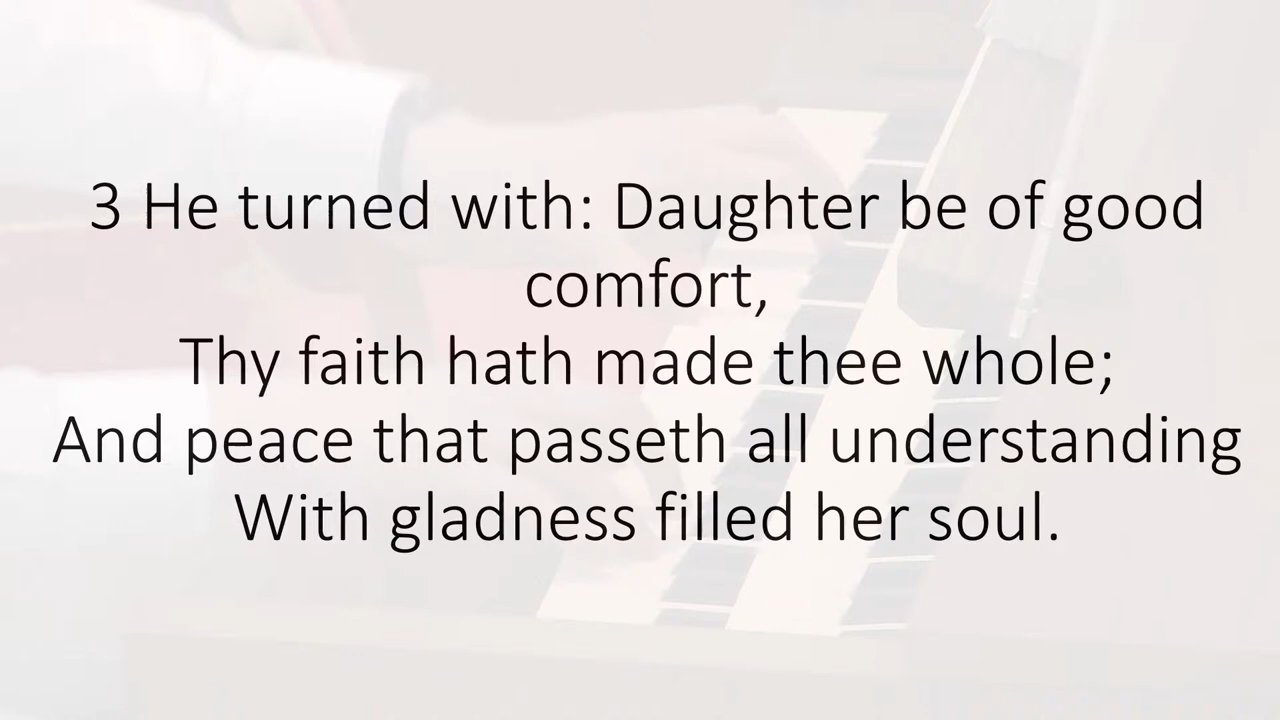 3 He turned with: Daughter be of good
comfort,
Thy faith hath made thee whole;
And peace that passeth all understanding
With gladness filled her soul.